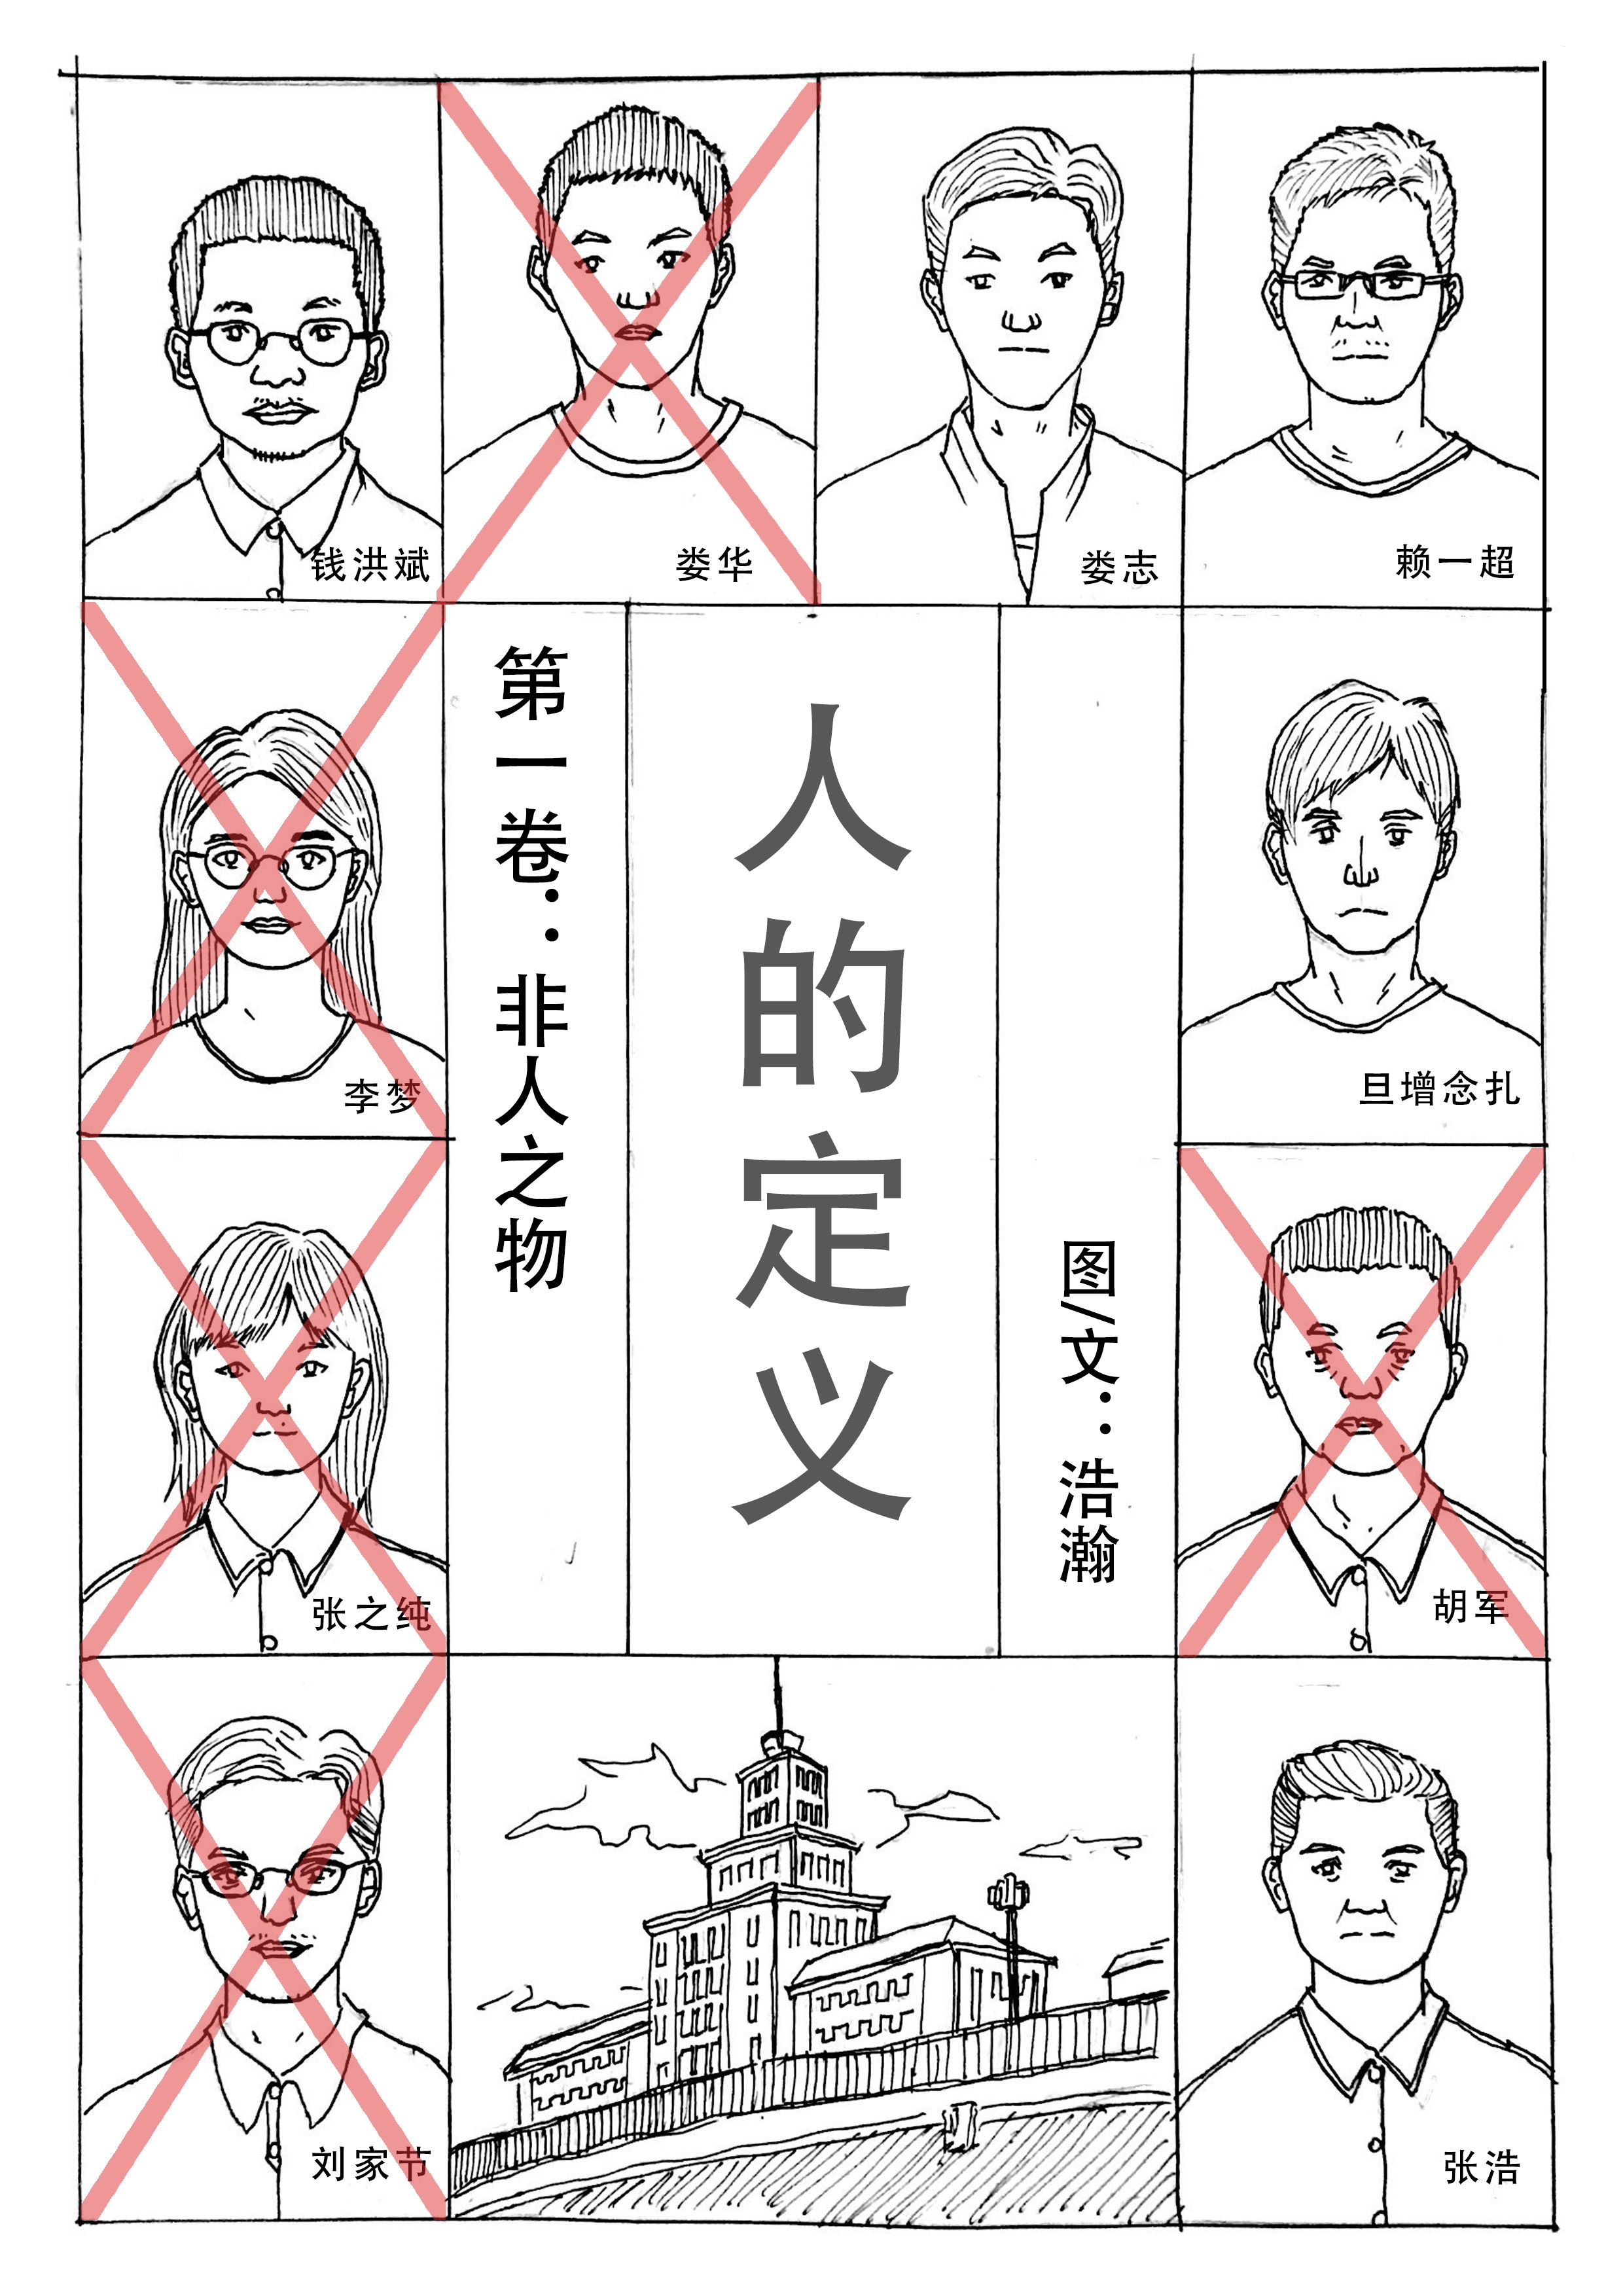 钱洪斌
娄华
娄志
赖一超
李梦
旦增念扎
张之纯
胡军
刘家节
张浩
人的定义
第一卷：非人之物
图/文：浩瀚